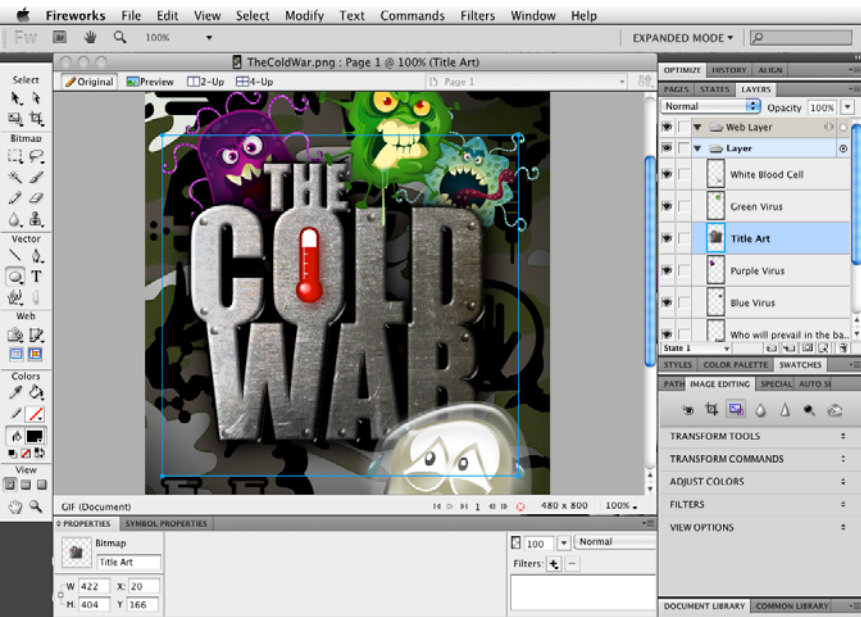 Fireworks File Edit View Select Modify Text Commands Filters Window Help
Fw Br 100% EXPANDED MODE
TheColdWar.png : Page 1 @ 100% (Title Art)
Original Preview 2-Up 4-Up Page 1
Select
Bitmap
Vector
T
Web
Colors
View
THE
COLD
WAR
GIF (Document) 1 480 x 800 100%
PROPERTIES SYMBOL PROPERTIES
Bitmap
Title Art
W 422 X: 20
H: 404 Y 166
100 Normal
Filters:
OPTIMIZE HISTORY ALIGN
PAGES STATES LAYERS
Normal Opacity 100%
Web Layer
Layer
White Blood Cell
Green Virus
Title Art
Purple Virus
Blue Virus
Who will prevail in the ba..
State 1
STYLES COLOR PALETTE SWATCHES
PATH IMAGE EDITING SPECIAL AUTO
TRANSFORM TOOLS
TRANSFORM COMMANDS
ADJUST COLORS
FILTERS
VIEW OPTIONS
DOCUMENT LIBRARY COMMON LIBRARY